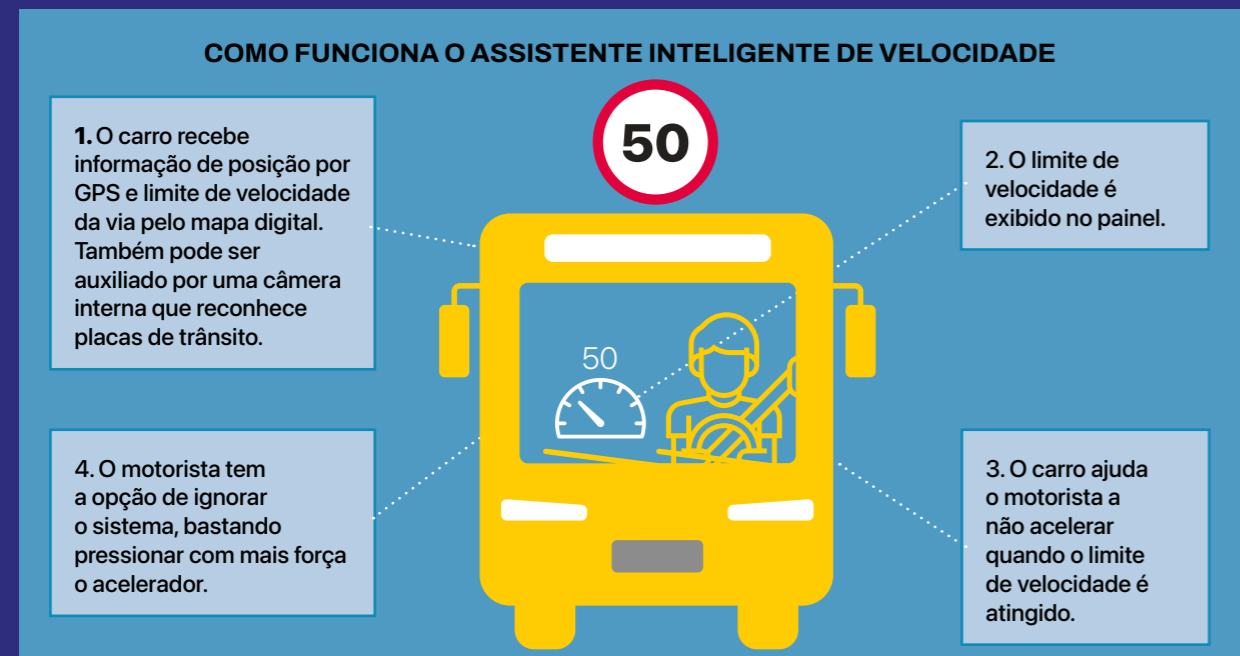 COMO FUNCIONA O ASSISTENTE INTELIGENTE DE VELOCIDADE
50
1. O carro recebe
informação de posição por
GPS e limite de velocidade
da via pelo mapa digital.
Também pode ser
auxiliado por uma câmera
interna que reconhece
placas de trânsito.
2. O limite de
velocidade é
exibido no painel.
50
3. O carro ajuda
o motorista a
não acelerar
quando o limite
de velocidade é
atingido.
4. O motorista tem
a opção de ignorar
o sistema, bastando
pressionar com mais força
o acelerador.